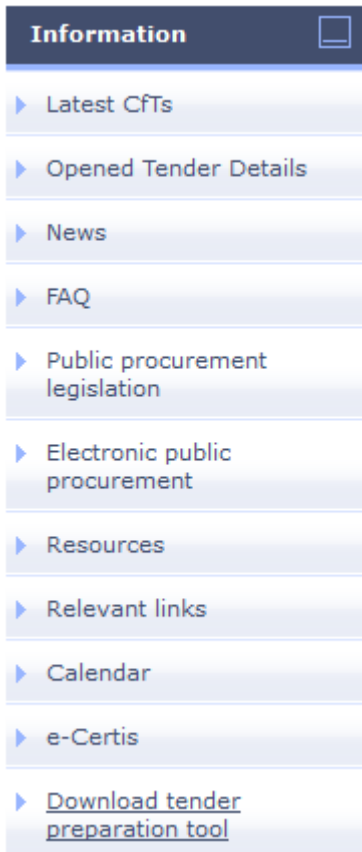 Information
Latest CfTs
Opened Tender Details
News
FAQ
Public procurement
legislation
Electronic public
procurement
Resources
Relevant links
Calendar
e-Certis
Download tender
preparation tool